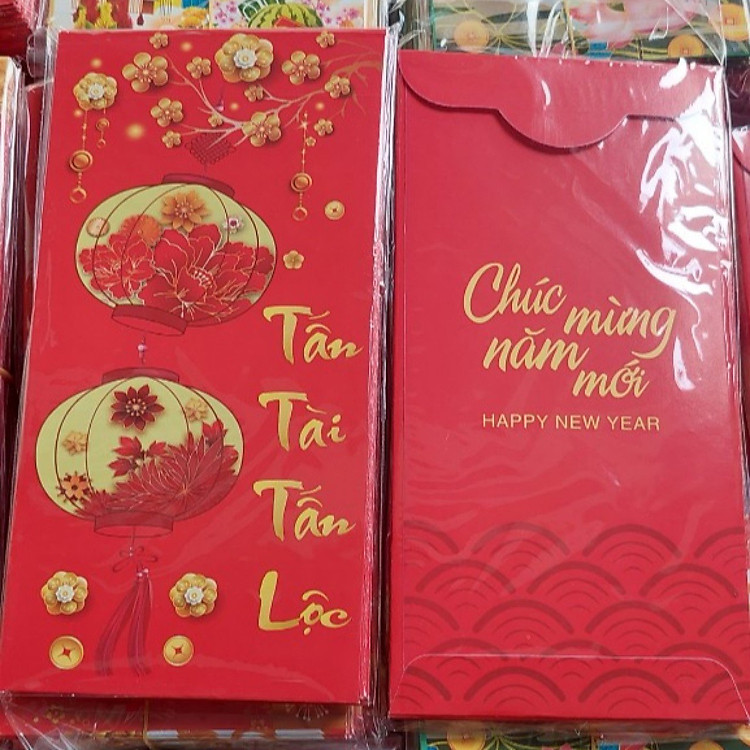 Tấn
Tài
Tấn
Lộc
Chúc mừng
năm mới
HAPPY NEW YEAR